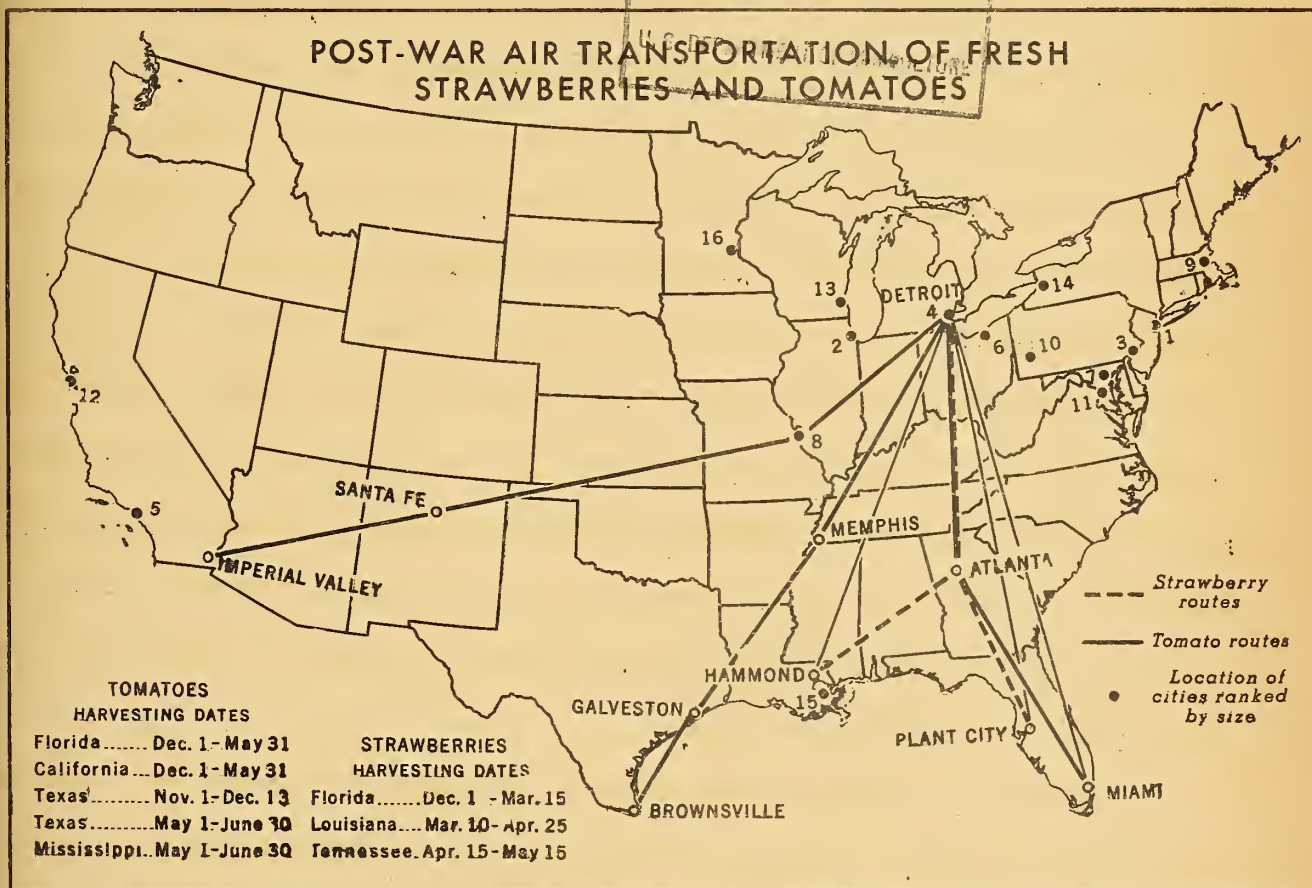 POST-WAR AIR TRANSPORTATION OF FRESH
STRAWBERRIES AND TOMATOES
U.S. DEP
16
13
DETROIT
4
14
9
2
6
10
3
1
7
11
12
8
SANTA FE
5
IMPERIAL VALLEY
MEMPHIS
ATLANTA
Strawberry
routes
Tomato routes
Location of
cities ranked
by size
HAMMOND
15
GALVESTON
PLANT CITY
MIAMI
BROWNSVILLE
TOMATOES
HARVESTING DATES
Florida....... Dec. 1-May 31
California...Dec. 1-May 31
Texas.........Nov. 1-Dec. 13
Texas..........May 1-June 30
Mississippi..May 1-June 30
STRAWBERRIES
HARVESTING DATES
Florida.......Dec. 1 -Mar. 15
Louisiana....Mar. 10-Apr. 25
Tennessee.Apr. 15-May 15